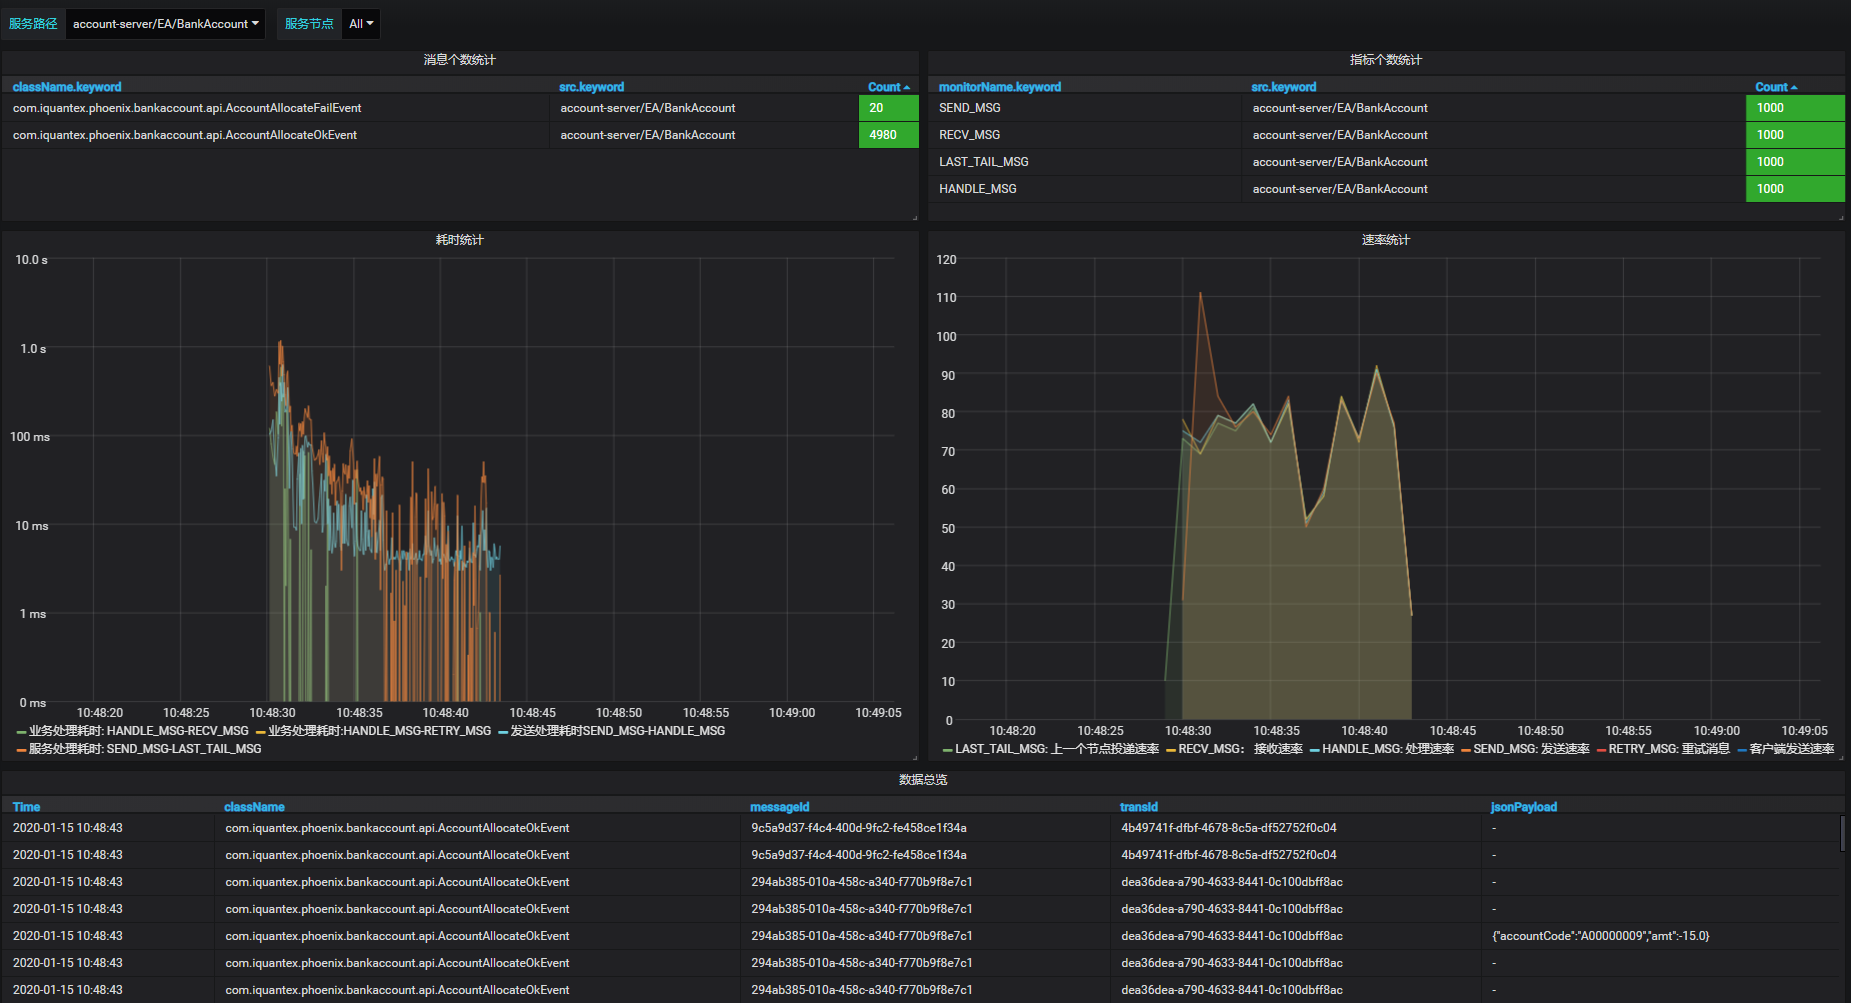 服务路径 account-server/EA/BankAccount 服务节点 All
消息个数统计
className.keyword src.keyword Count
com.iquantex.phoenix.bankaccount.api.AccountAllocateFailEvent account-server/EA/BankAccount 20
com.iquantex.phoenix.bankaccount.api.AccountAllocateOkEvent account-server/EA/BankAccount 4980
指标个数统计
monitorName.keyword src.keyword Count
SEND_MSG account-server/EA/BankAccount 1000
RECV_MSG account-server/EA/BankAccount 1000
LAST_TAIL_MSG account-server/EA/BankAccount 1000
HANDLE_MSG account-server/EA/BankAccount 1000
耗时统计
10.0 s
1.0 s
100 ms
10 ms
1 ms
0 ms
10:48:20 10:48:25 10:48:30 10:48:35 10:48:40 10:48:45 10:48:50 10:48:55 10:49:00 10:49:05
业务处理耗时: HANDLE_MSG-RECV_MSG 业务处理耗时:HANDLE_MSG-RETRY_MSG 发送处理耗时SEND_MSG-HANDLE_MSG
服务处理耗时: SEND_MSG-LAST_TAIL_MSG
速率统计
120
110
100
90
80
70
60
50
40
30
20
10
0
10:48:20 10:48:25 10:48:30 10:48:35 10:48:40 10:48:45 10:48:50 10:48:55 10:49:00 10:49:05
LAST_TAIL_MSG: 上一个节点投递速率 RECV_MSG： 接收速率 HANDLE_MSG: 处理速率 SEND_MSG: 发送速率 RETRY_MSG: 重试消息 客户端发送速率
数据总览
Time className messageId transId jsonPayload
2020-01-15 10:48:43 com.iquantex.phoenix.bankaccount.api.AccountAllocateOkEvent 9c5a9d37-f4c4-400d-9fc2-fe458ce1f34a 4b49741f-dfbf-4678-8c5a-df52752f0c04 -
2020-01-15 10:48:43 com.iquantex.phoenix.bankaccount.api.AccountAllocateOkEvent 9c5a9d37-f4c4-400d-9fc2-fe458ce1f34a 4b49741f-dfbf-4678-8c5a-df52752f0c04 -
2020-01-15 10:48:43 com.iquantex.phoenix.bankaccount.api.AccountAllocateOkEvent 294ab385-010a-458c-a340-f770b9f8e7c1 dea36dea-a790-4633-8441-0c100dbff8ac -
2020-01-15 10:48:43 com.iquantex.phoenix.bankaccount.api.AccountAllocateOkEvent 294ab385-010a-458c-a340-f770b9f8e7c1 dea36dea-a790-4633-8441-0c100dbff8ac -
2020-01-15 10:48:43 com.iquantex.phoenix.bankaccount.api.AccountAllocateOkEvent 294ab385-010a-458c-a340-f770b9f8e7c1 dea36dea-a790-4633-8441-0c100dbff8ac {"accountCode":"A00000009","amt":-15.0}
2020-01-15 10:48:43 com.iquantex.phoenix.bankaccount.api.AccountAllocateOkEvent 294ab385-010a-458c-a340-f770b9f8e7c1 dea36dea-a790-4633-8441-0c100dbff8ac -
2020-01-15 10:48:43 com.iquantex.phoenix.bankaccount.api.AccountAllocateOkEvent 294ab385-010a-458c-a340-f770b9f8e7c1 dea36dea-a790-4633-8441-0c100dbff8ac -